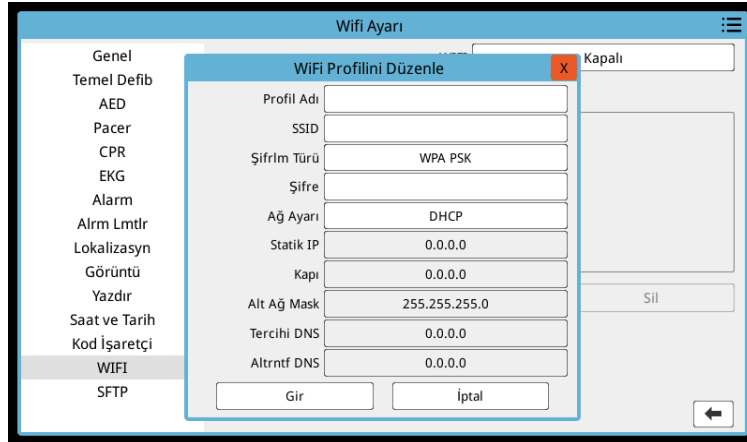 Wifi Ayarı
Genel
Temel Defib
AED
Pacer
CPR
EKG
Alarm
Alrm Lmtlr
Lokalizasyn
Görüntü
Yazdır
Saat ve Tarih
Kod İşaretçi
WIFI
SFTP
Kapalı
WiFi Profilini Düzenle X
Profil Adı
SSID
Şifrlm Türü WPA PSK
Şifre
Ağ Ayarı DHCP
Statik IP 0.0.0.0
Kapı 0.0.0.0
Alt Ağ Mask 255.255.255.0
Tercihi DNS 0.0.0.0
Altrntf DNS 0.0.0.0
Gir İptal
Sil